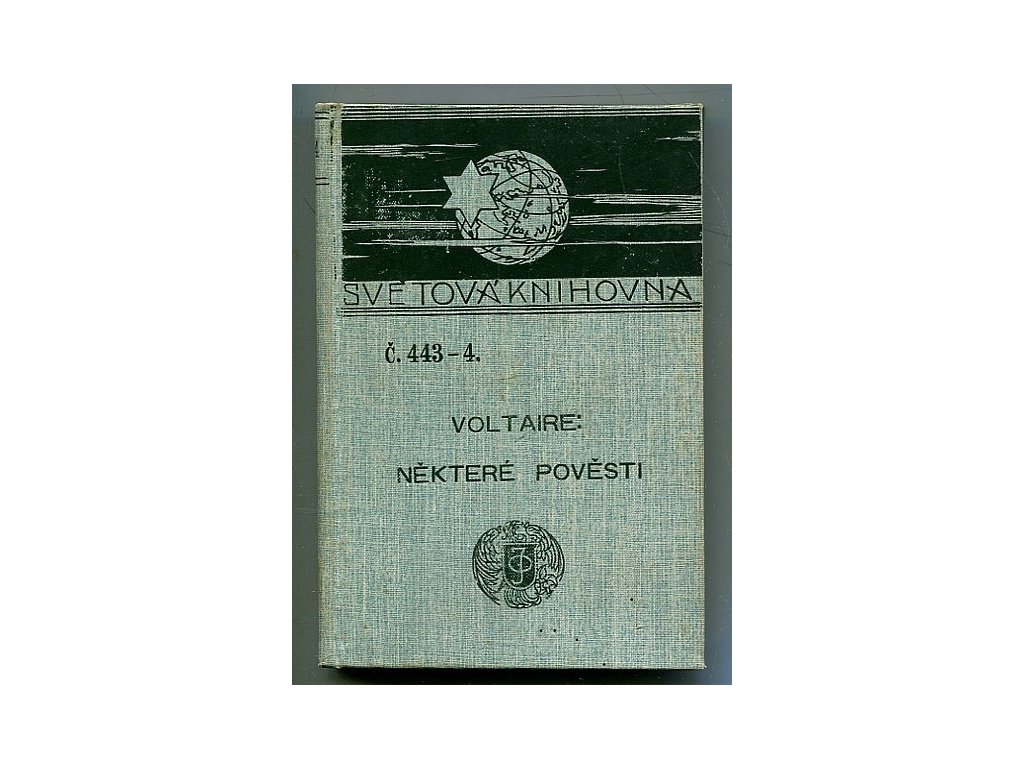 SVĚTOVÁ KNIHOVNA
Č. 443-4.
VOLTAIRE:
NĚKTERÉ POVĚSTI